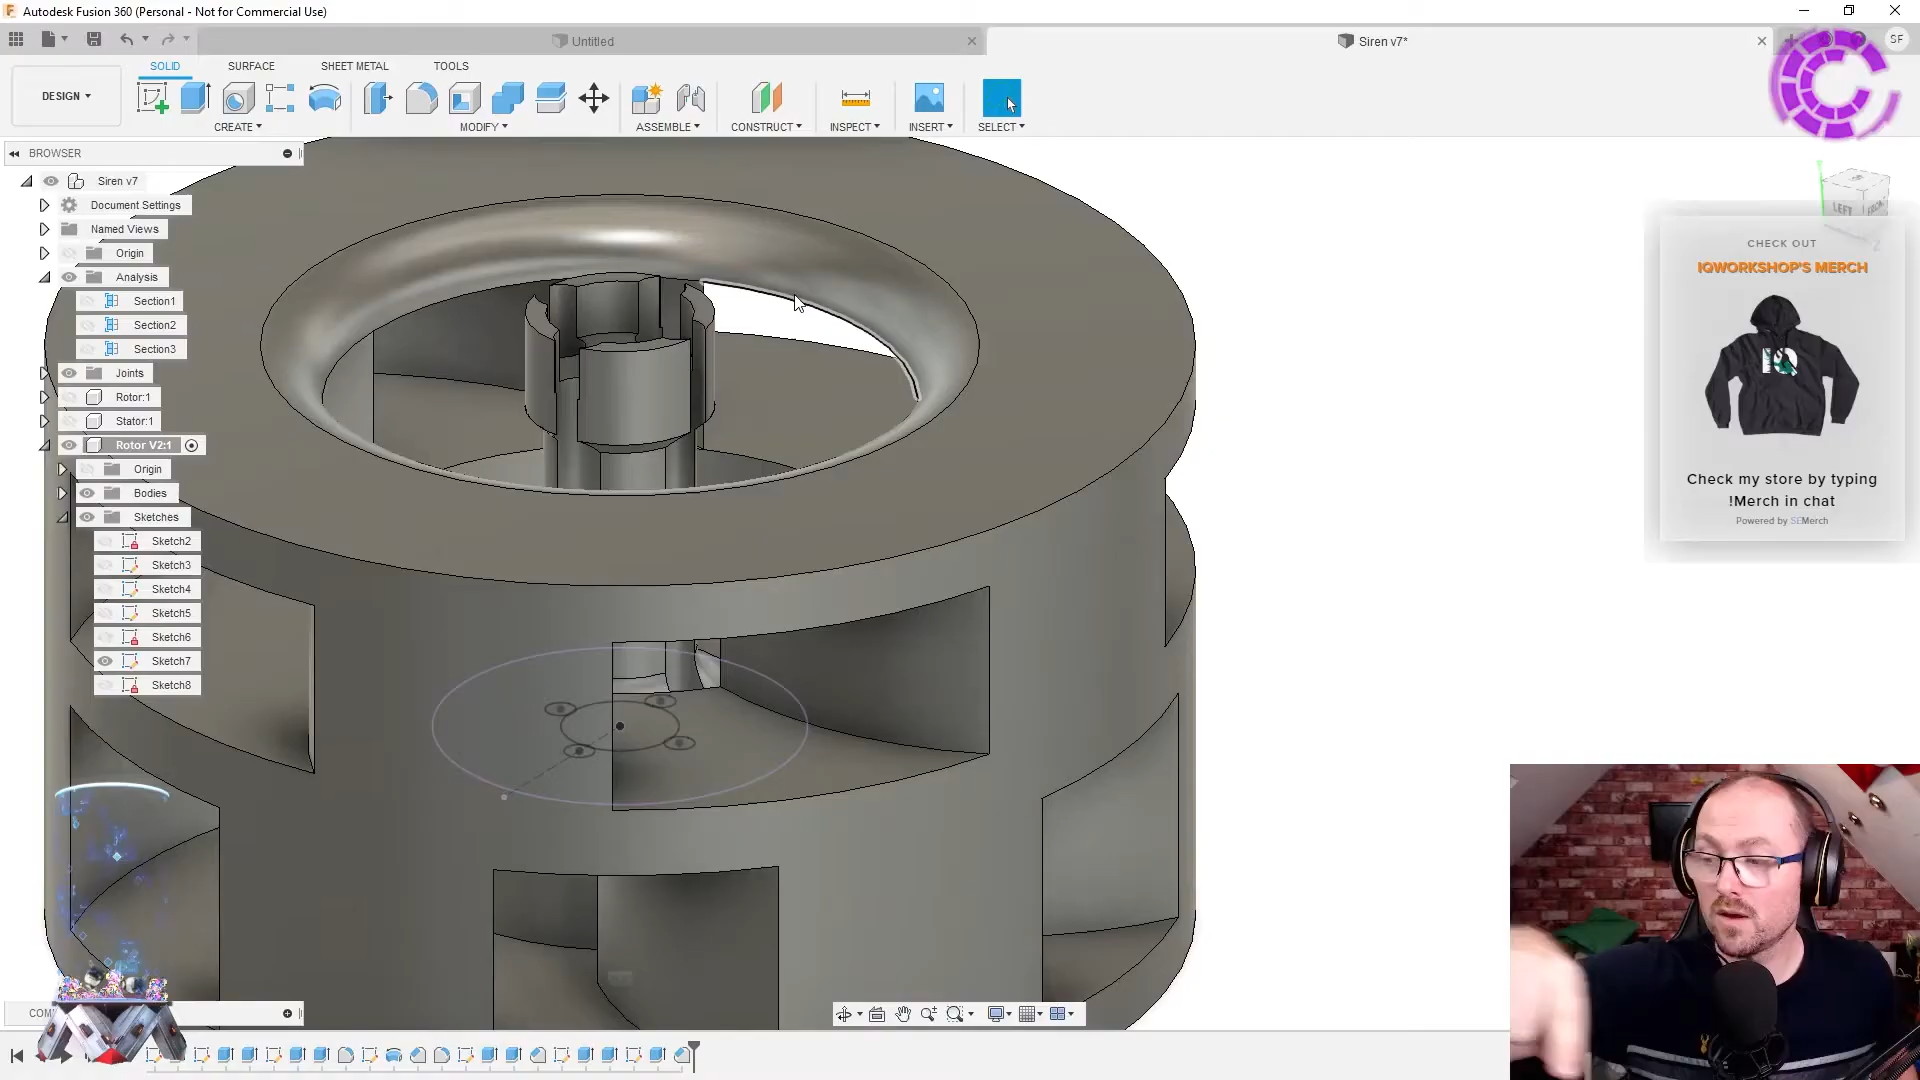 Autodesk Fusion 360 (Personal - Not for Commercial Use)
Untitled
Siren v7*
SF
DESIGN
SOLID
SURFACE
SHEET METAL
TOOLS
CREATE
MODIFY
ASSEMBLE
CONSTRUCT
INSPECT
INSERT
SELECT
BROWSER
Siren v7
Document Settings
Named Views
Origin
Analysis
Section1
Section2
Section3
Joints
Rotor:1
Stator:1
Rotor V2:1
Origin
Bodies
Sketches
Sketch2
Sketch3
Sketch4
Sketch5
Sketch6
Sketch7
Sketch8
LEFT
Z
CHECK OUT
IQWORKSHOP'S MERCH
IQ
Check my store by typing
!Merch in chat
Powered by SEMerch